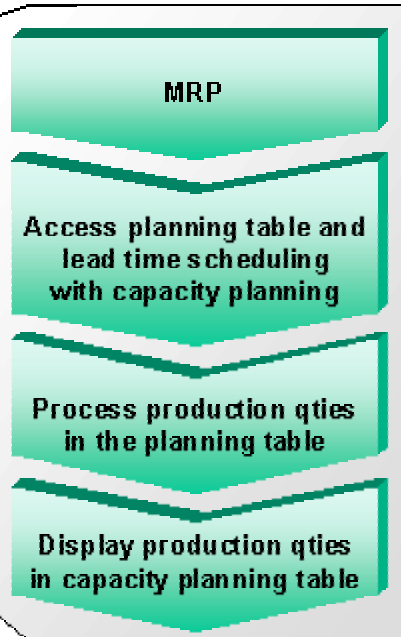 MRP
Access planning table and
lead time scheduling
with capacity planning
Process production qties
in the planning table
Display production qties
in capacity planning table